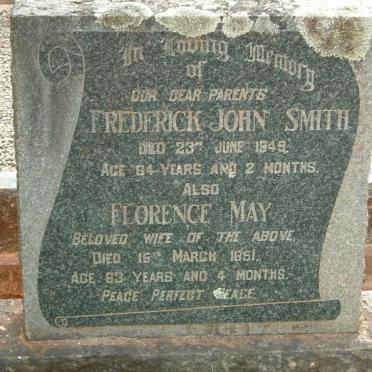 In Loving Memory
of
OUR DEAR PARENTS
FREDERICK JOHN SMITH
DIED 23RD JUNE 1949.
AGE 64 YEARS AND 2 MONTHS.
ALSO
FLORENCE MAY
BELOVED WIFE OF THE ABOVE.
DIED 15TH MARCH 1951.
AGE 63 YEARS AND 4 MONTHS.
PEACE PERFECT PEACE.